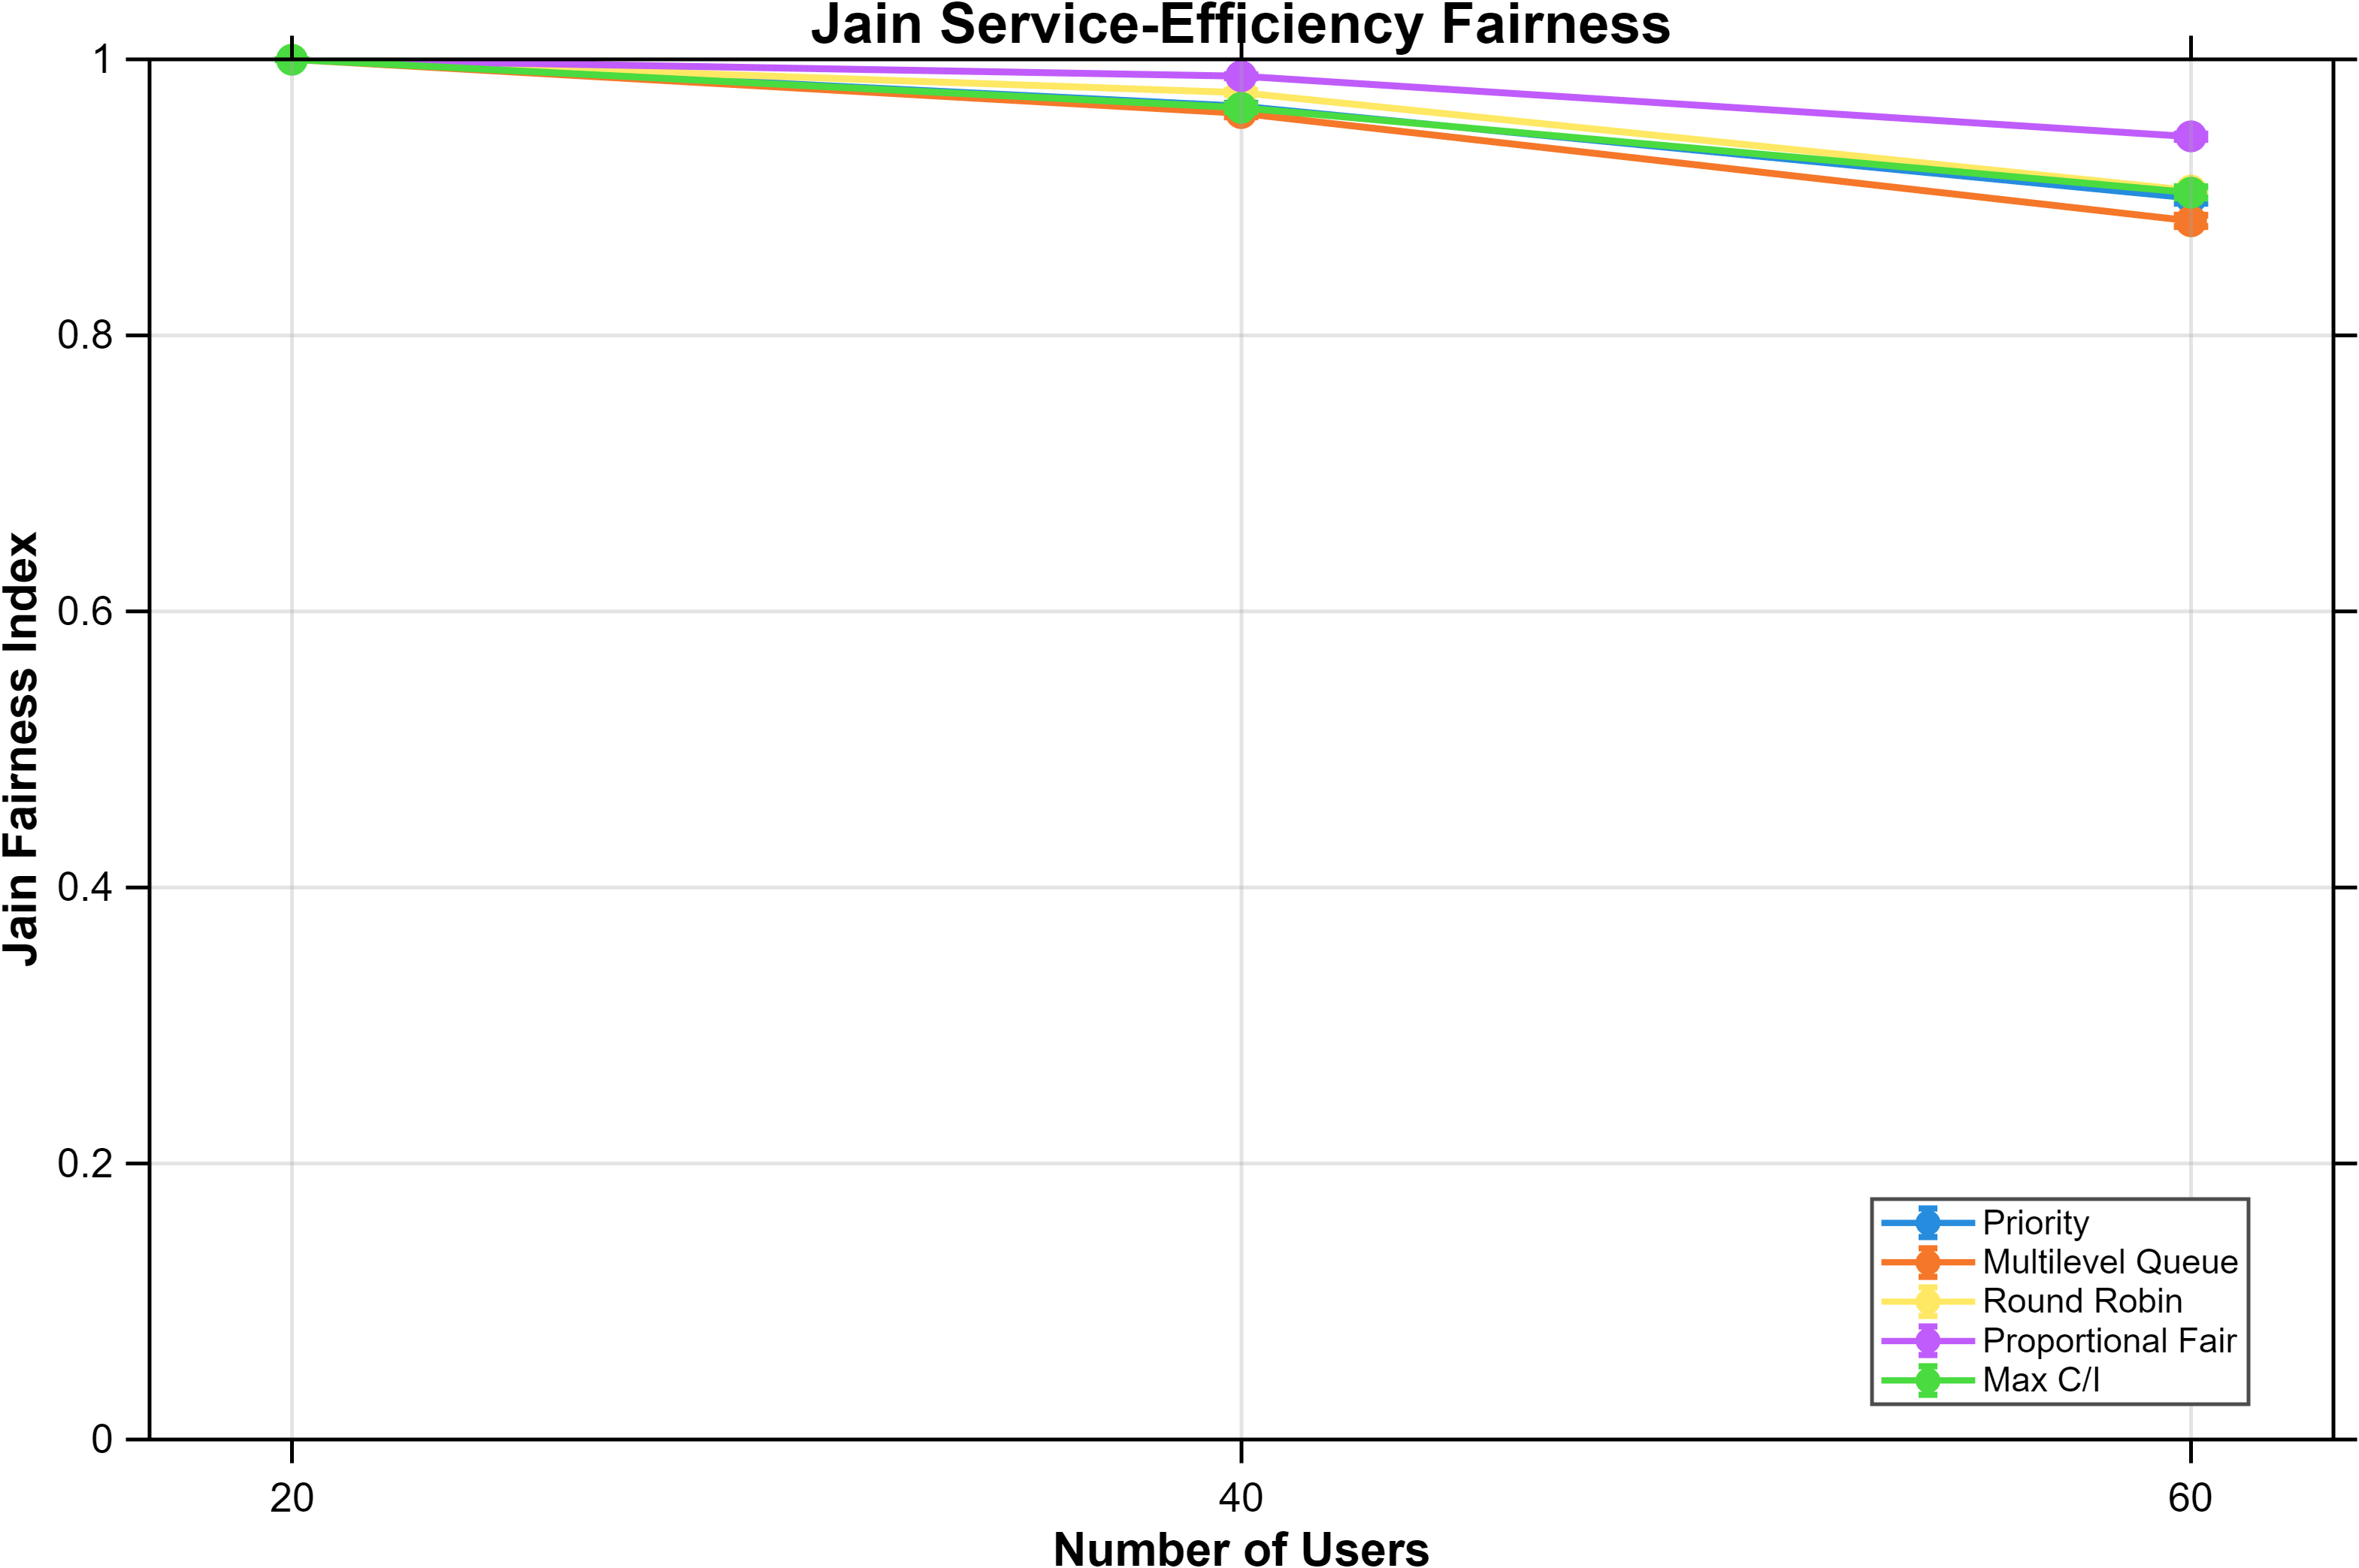 Jain Service-Efficiency Fairness
1
0.8
0.6
0.4
0.2
0
Jain Fairness Index
Priority
Multilevel Queue
Round Robin
Proportional Fair
Max C/I
20 40 60
Number of Users